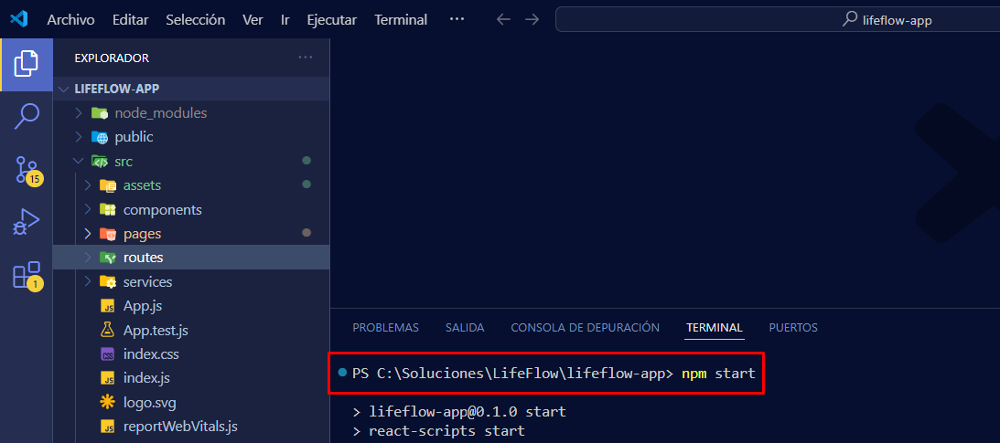 Archivo Editar Selección Ver Ir Ejecutar Terminal ··· lifeflow-app
EXPLORADOR ···
LIFEFLOW-APP
node_modules
public
src
assets
15
components
pages
routes
services
1
App.js
App.test.js
index.css
index.js
logo.svg
reportWebVitals.js
PROBLEMAS SALIDA CONSOLA DE DEPURACIÓN TERMINAL PUERTOS
PS C:\Soluciones\LifeFlow\lifeflow-app> npm start
> lifeflow-app@0.1.0 start
> react-scripts start